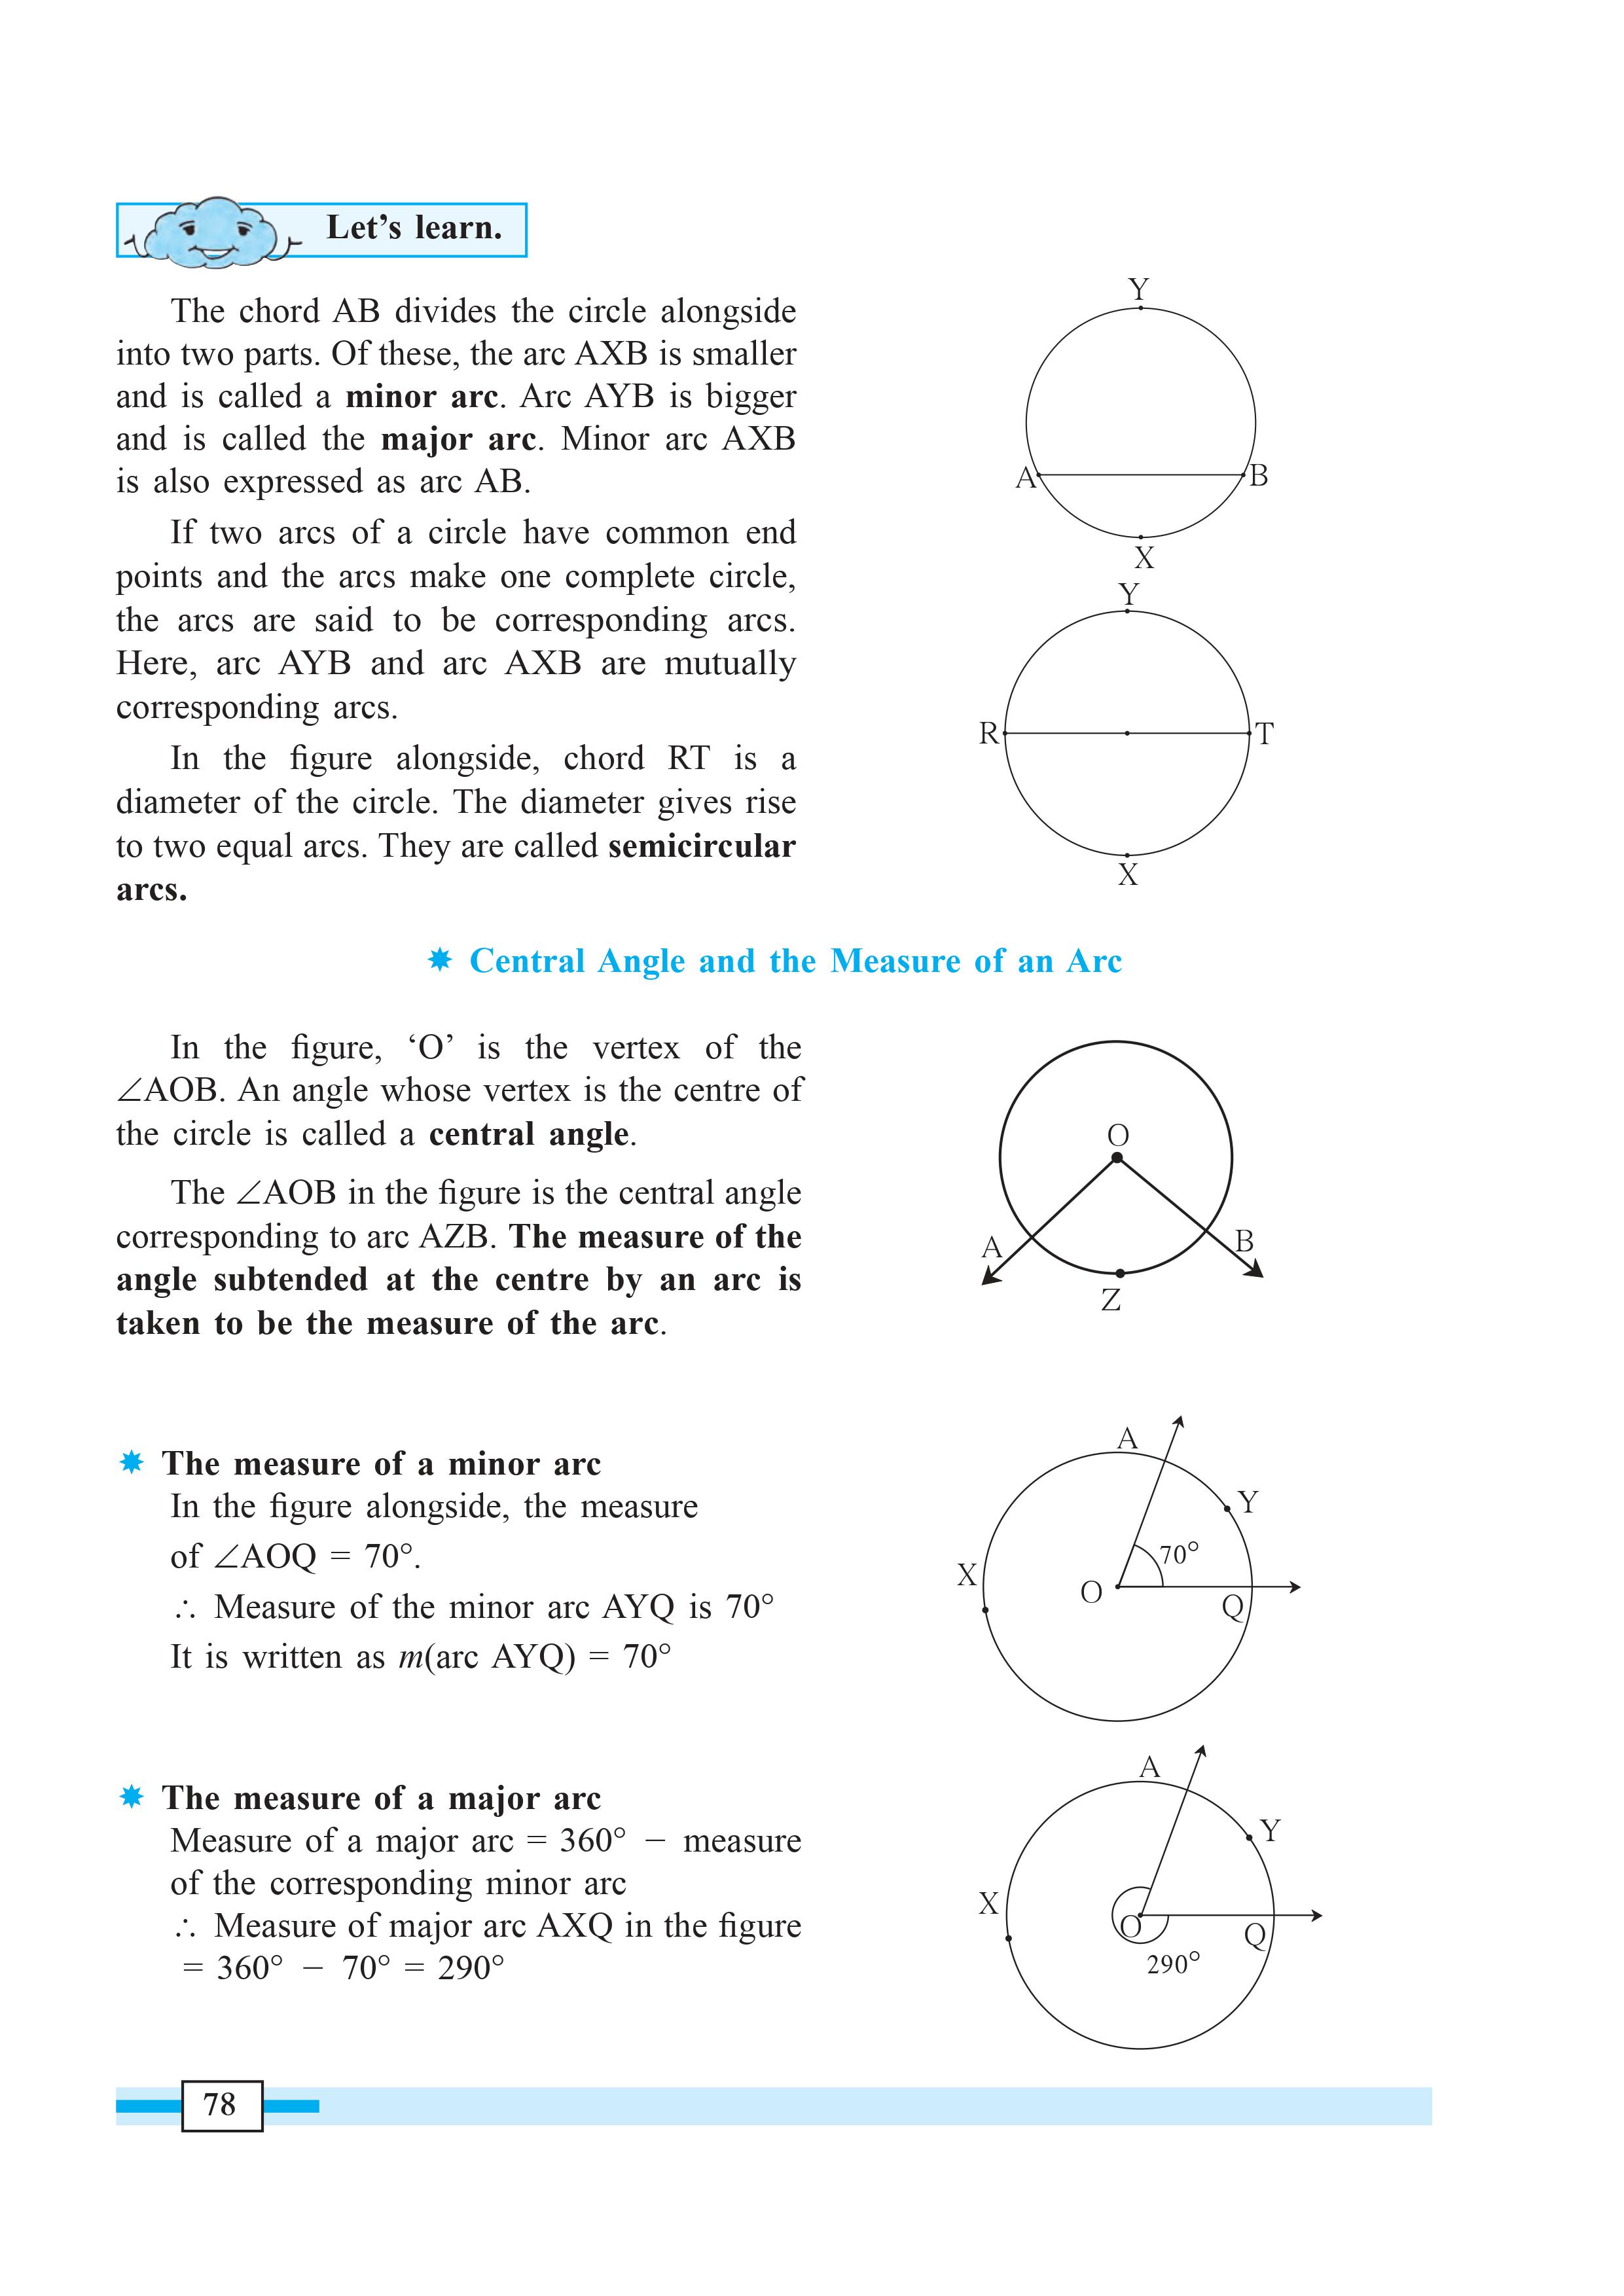 Let’s learn.
The chord AB divides the circle alongside
into two parts. Of these, the arc AXB is smaller
and is called a minor arc. Arc AYB is bigger
and is called the major arc. Minor arc AXB
is also expressed as arc AB.
If two arcs of a circle have common end
points and the arcs make one complete circle,
the arcs are said to be corresponding arcs.
Here, arc AYB and arc AXB are mutually
corresponding arcs.
In the figure alongside, chord RT is a
diameter of the circle. The diameter gives rise
to two equal arcs. They are called semicircular
arcs.
Y
A
B
X
Y
R
T
X
Central Angle and the Measure of an Arc
In the figure, ‘O’ is the vertex of the
∠AOB. An angle whose vertex is the centre of
the circle is called a central angle.
The ∠AOB in the figure is the central angle
corresponding to arc AZB. The measure of the
angle subtended at the centre by an arc is
taken to be the measure of the arc.
O
A
B
Z
The measure of a minor arc
In the figure alongside, the measure
of ∠AOQ = 70°.
∴ Measure of the minor arc AYQ is 70°
It is written as m(arc AYQ) = 70°
A
Y
70°
X
O
Q
The measure of a major arc
Measure of a major arc = 360° − measure
of the corresponding minor arc
∴ Measure of major arc AXQ in the figure
= 360° − 70° = 290°
A
Y
X
O
Q
290°
78